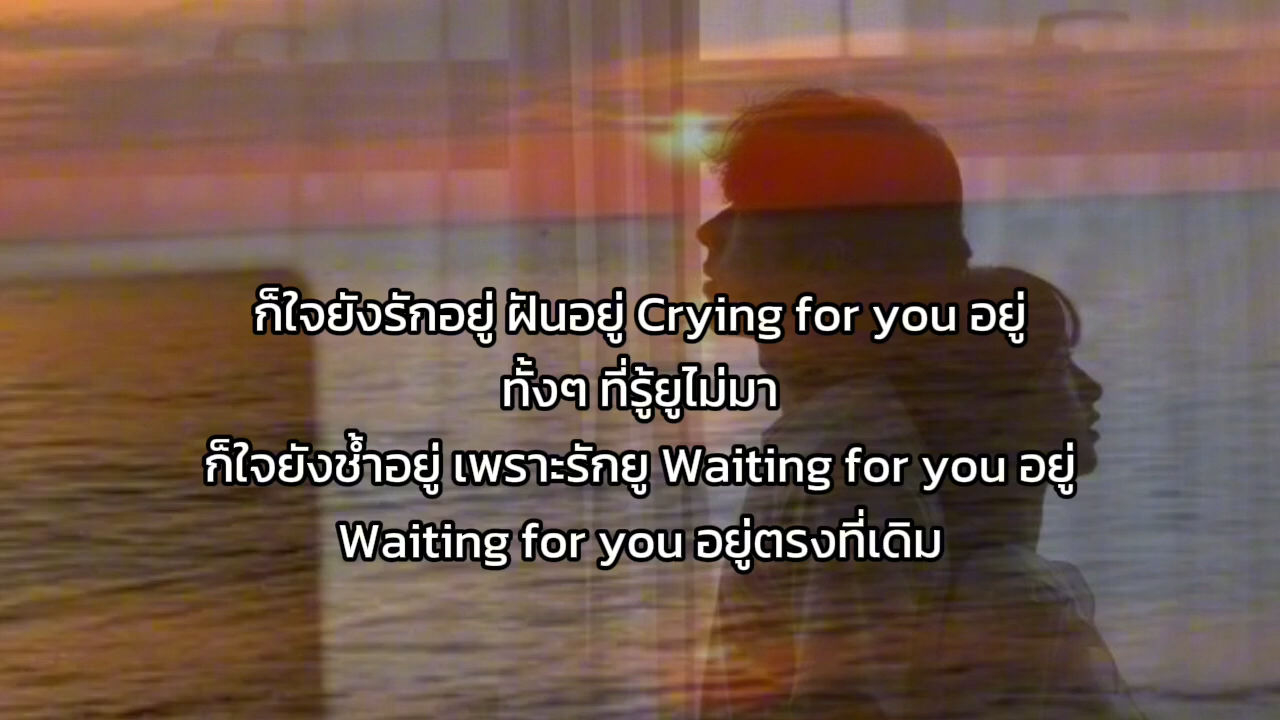 ก็ใจยังรักอยู่ ฝันอยู่ Crying for you อยู่
ทั้งๆ ที่รู้ยูไม่มา
ก็ใจยังช้ำอยู่ เพราะรักยู Waiting for you อยู่
Waiting for you อยู่ตรงที่เดิม